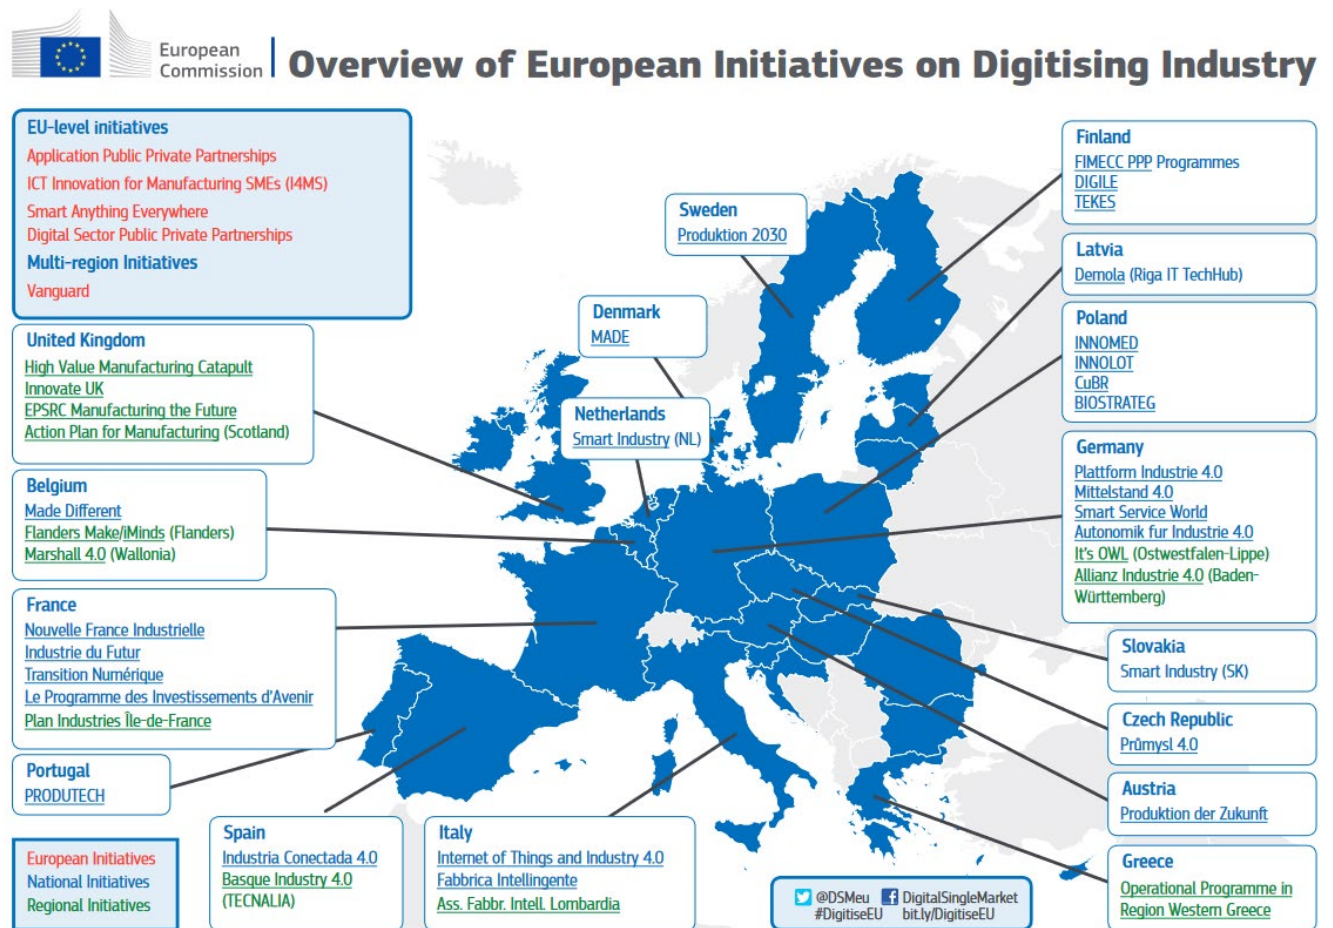 European
Commission
Overview of European Initiatives on Digitising Industry
EU-level initiatives
Application Public Private Partnerships
ICT Innovation for Manufacturing SMEs (I4MS)
Smart Anything Everywhere
Digital Sector Public Private Partnerships
Multi-region Initiatives
Vanguard
United Kingdom
High Value Manufacturing Catapult
Innovate UK
EPSRC Manufacturing the Future
Action Plan for Manufacturing (Scotland)
Belgium
Made Different
Flanders Make/iMinds (Flanders)
Marshall 4.0 (Wallonia)
France
Nouvelle France Industrielle
Industrie du Futur
Transition Numérique
Le Programme des Investissements d'Avenir
Plan Industries Île-de-France
Portugal
PRODUTECH
European Initiatives
National Initiatives
Regional Initiatives
Spain
Industria Conectada 4.0
Basque Industry 4.0
(TECNALIA)
Italy
Internet of Things and Industry 4.0
Fabbrica Intellingente
Ass. Fabbr. Intell. Lombardia
Sweden
Produktion 2030
Denmark
MADE
Netherlands
Smart Industry (NL)
Finland
FIMECC PPP Programmes
DIGILE
TEKES
Latvia
Demola (Riga IT TechHub)
Poland
INNOMED
INNOLOT
CuBR
BIOSTRATEG
Germany
Plattform Industrie 4.0
Mittelstand 4.0
Smart Service World
Autonomik fur Industrie 4.0
It's OWL (Ostwestfalen-Lippe)
Allianz Industrie 4.0 (Baden-
Württemberg)
Slovakia
Smart Industry (SK)
Czech Republic
Průmysl 4.0
Austria
Produktion der Zukunft
Greece
Operational Programme in
Region Western Greece
@DSMeu DigitalSingleMarket
#DigitiseEU bit.ly/DigitiseEU